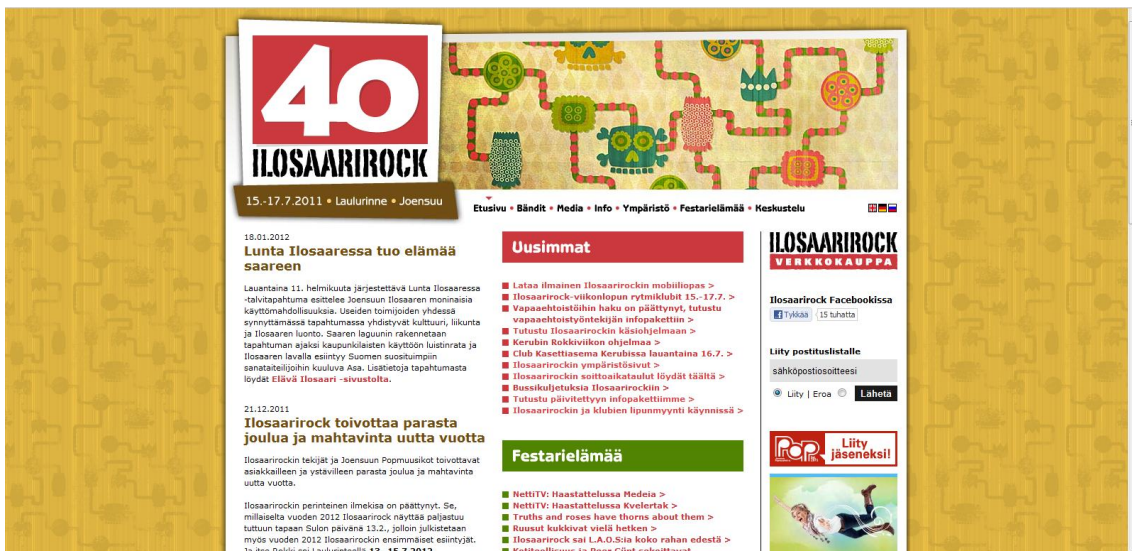 40
ILOSAARIROCK
15.-17.7.2011 • Laulurinne • Joensuu
Etusivu • Bändit • Media • Info • Ympäristö • Festarielämää • Keskustelu
18.01.2012
Lunta Ilosaaressa tuo elämää
saareen
Lauantaina 11. helmikuuta järjestettävä Lunta Ilosaaressa
-talvitapahtuma esittelee Joensuun Ilosaaren moninaisia
käyttömahdollisuuksia. Useiden toimijoiden yhdessä
synnyttämässä tapahtumassa yhdistyvät kulttuuri, liikunta
ja Ilosaaren luonto. Saaren laguunin rakennetaan
tapahtuman ajaksi kaupunkilaisten käyttöön luistinrata ja
Ilosaaren lavalla esiintyy Suomen suosituimpiin
sanataiteilijoihin kuuluva Asa. Lisätietoja tapahtumasta
löydät Elävä Ilosaari -sivustolta.
21.12.2011
Ilosaarirock toivottaa parasta
joulua ja mahtavinta uutta vuotta
Ilosaarirockin tekijät ja Joensuun Popmuusikot toivottavat
asiakkailleen ja ystävilleen parasta joulua ja mahtavinta
uutta vuotta.
Ilosaarirockin perinteinen ilmekisa on päättynyt. Se,
millaiselta vuoden 2012 Ilosaarirock näyttää paljastuu
tuttuun tapaan Sulon päivänä 13.2., jolloin julkistetaan
myös vuoden 2012 Ilosaarirockin ensimmäiset esiintyjät.
Ja itse Rokki soi Laulurinteellä 13.-15.7.2012.
Uusimmat
Lataa ilmainen Ilosaarirockin mobiiliopas >
Ilosaarirock-viikonlopun rytmiklubit 15.-17.7. >
Vapaaehtoistöihin haku on päättynyt, tutustu
vapaaehtoistyöntekijän infopakettiin >
Tutustu Ilosaarirockin käsiohjelmaan >
Kerubin Rokkiviikon ohjelmaa >
Club Kasettiasema Kerubissa lauantaina 16.7. >
Ilosaarirockin ympäristösivut >
Ilosaarirockin soittoaikataulut löydät täältä >
Bussikuljetuksia Ilosaarirockiin >
Tutustu päivitettyyn infopakettiimme >
Ilosaarirockin ja klubien lipunmyynti käynnissä >
Festarielämää
NettiTV: Haastattelussa Medeia >
NettiTV: Haastattelussa Kvelertak >
Truths and roses have thorns about them >
Ruusut kukkivat vielä hetken >
Ilosaarirock sai L.A.O.S:ia koko rahan edestä >
ILOSAARIROCK
VERKKOKAUPPA
Ilosaarirock Facebookissa
Tykkää 15 tuhatta
Liity postituslistalle
sähköpostiosoitteesi
Liity | Eroa Lähetä
POP Liity
jäseneksi!